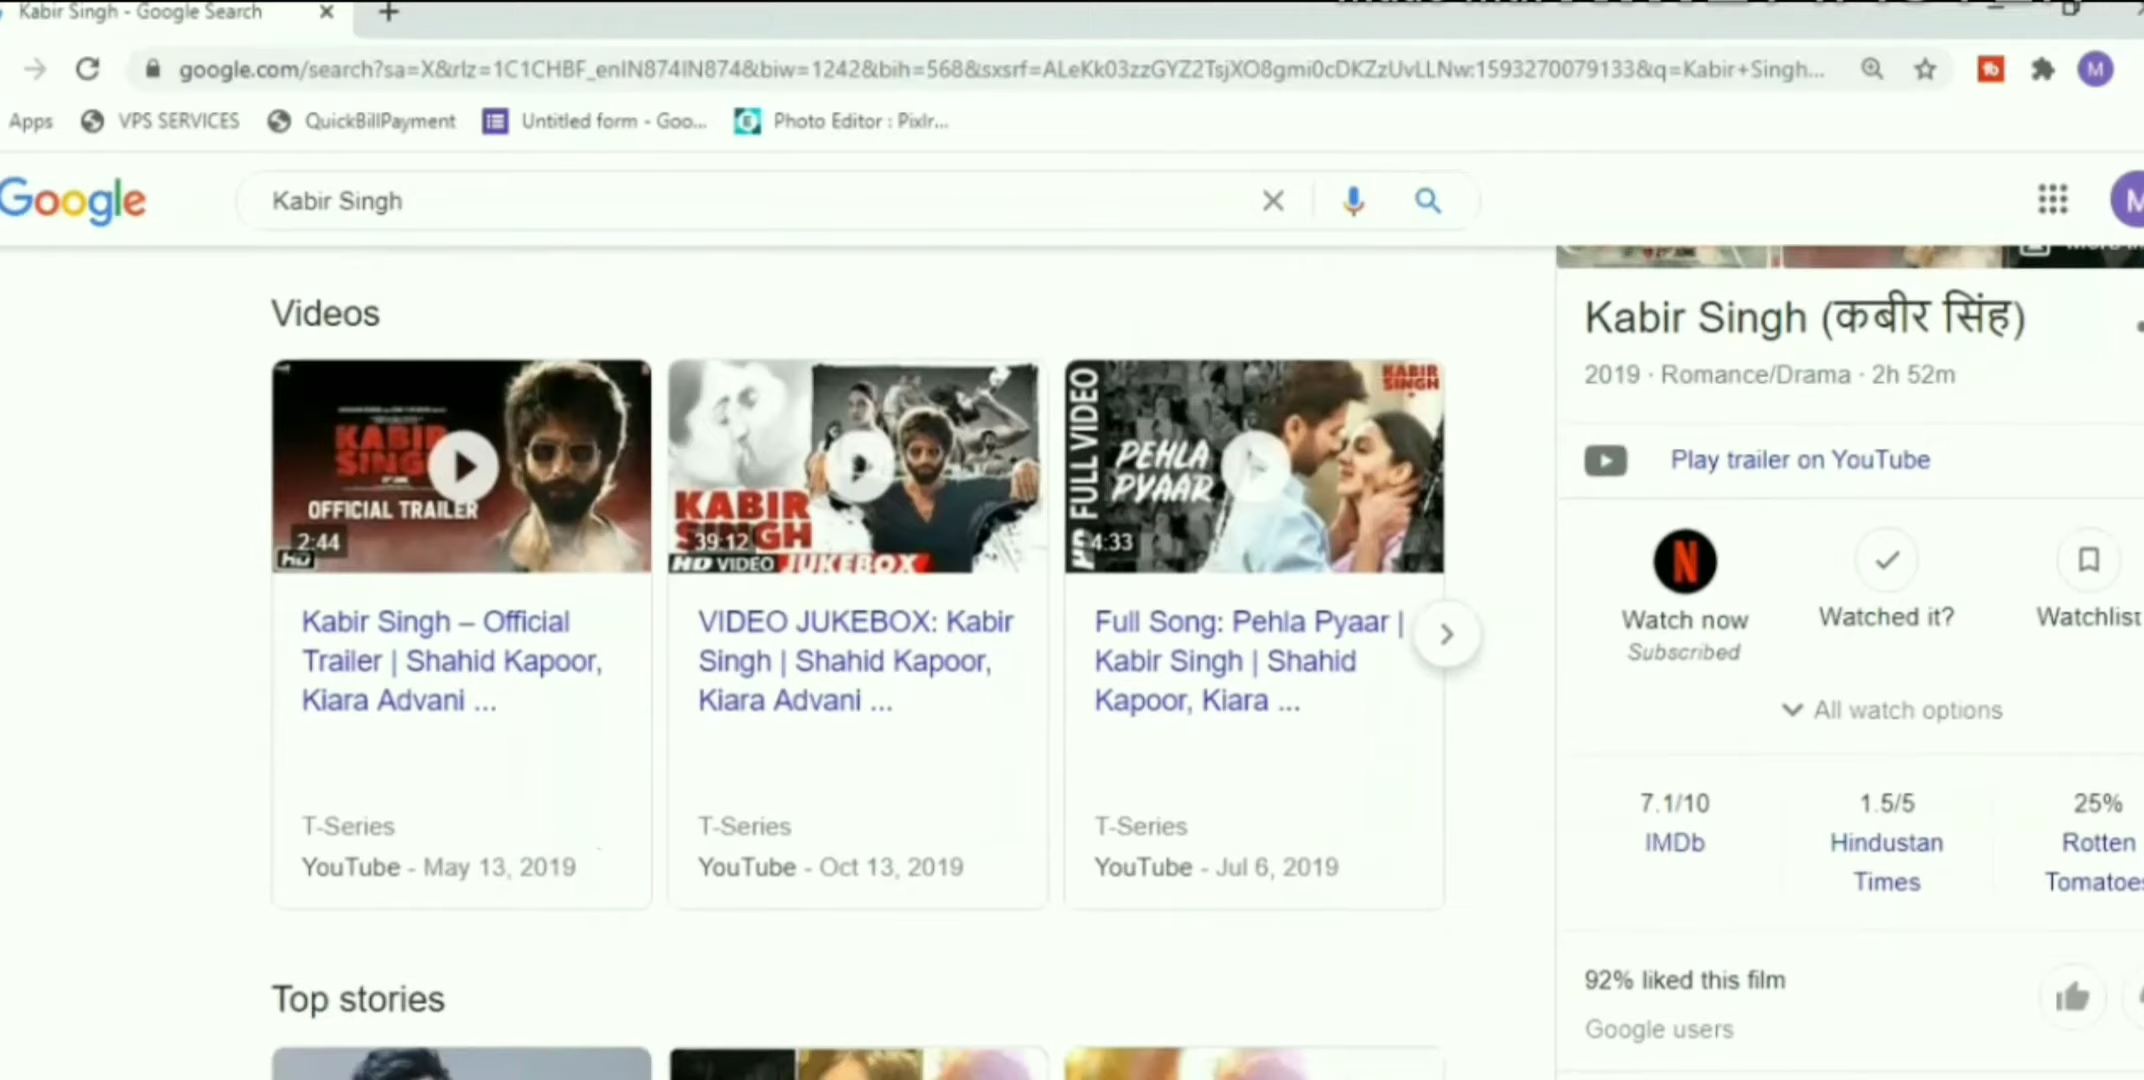 Kabir Singh - Google Search
google.com/search?sa=X&rlz=1C1CHBF_enIN874IN874&biw=1242&bih=568&sxsrf=ALeKk03zzGYZ2TsjXO8gmi0cDKZzUvLLNw:1593270079133&q=Kabir+Singh...
M
Apps
VPS SERVICES
QuickBillPayment
Untitled form - Goo...
Photo Editor : Pixlr...
Google
Kabir Singh
M
Videos
KABIR
SINGH
OFFICIAL TRAILER
2:44
HD
Kabir Singh – Official
Trailer | Shahid Kapoor,
Kiara Advani ...
T-Series
YouTube - May 13, 2019
KABIR
SINGH
39:12
HD VIDEO JUKEBOX
VIDEO JUKEBOX: Kabir
Singh | Shahid Kapoor,
Kiara Advani ...
T-Series
YouTube - Oct 13, 2019
HD FULL VIDEO
KABIR
SINGH
PEHLA
PYAAR
4:33
Full Song: Pehla Pyaar |
Kabir Singh | Shahid
Kapoor, Kiara ...
T-Series
YouTube - Jul 6, 2019
Top stories
Kabir Singh (कबीर सिंह)
2019 · Romance/Drama · 2h 52m
Play trailer on YouTube
N
Watch now
Subscribed
Watched it?
Watchlist
All watch options
7.1/10
IMDb
1.5/5
Hindustan
Times
25%
Rotten
Tomatoes
92% liked this film
Google users